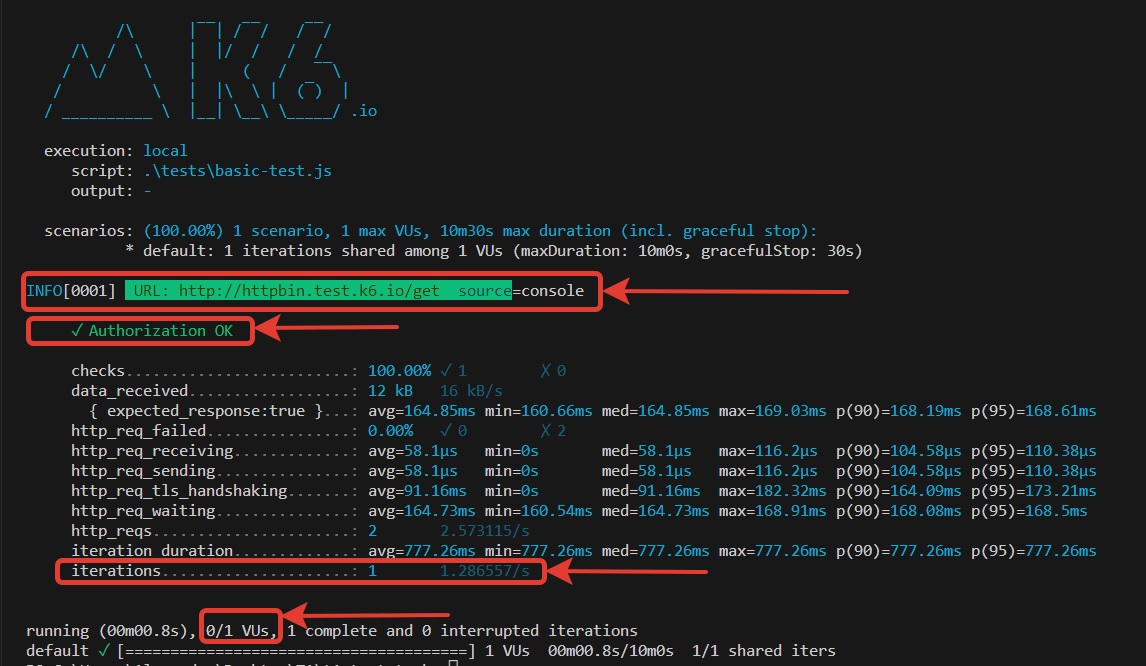 .io
execution: local
script: .\tests\basic-test.js
output: -
scenarios: (100.00%) 1 scenario, 1 max VUs, 10m30s max duration (incl. graceful stop):
* default: 1 iterations shared among 1 VUs (maxDuration: 10m0s, gracefulStop: 30s)
INFO[0001] URL: http://httpbin.test.k6.io/get source=console
✓ Authorization OK
checks.........................: 100.00% ✓ 1 ✗ 0
data_received..................: 12 kB 16 kB/s
{ expected_response:true }...: avg=164.85ms min=160.66ms med=164.85ms max=169.03ms p(90)=168.19ms p(95)=168.61ms
http_req_failed................: 0.00% ✓ 0 ✗ 2
http_req_receiving.............: avg=58.1µs min=0s med=58.1µs max=116.2µs p(90)=104.58µs p(95)=110.38µs
http_req_sending...............: avg=58.1µs min=0s med=58.1µs max=116.2µs p(90)=104.58µs p(95)=110.38µs
http_req_tls_handshaking.......: avg=91.16ms min=0s med=91.16ms max=182.32ms p(90)=164.09ms p(95)=173.21ms
http_req_waiting...............: avg=164.73ms min=160.54ms med=164.73ms max=168.91ms p(90)=168.08ms p(95)=168.5ms
http_reqs......................: 2 2.573115/s
iteration_duration.............: avg=777.26ms min=777.26ms med=777.26ms max=777.26ms p(90)=777.26ms p(95)=777.26ms
iterations.....................: 1 1.286557/s
running (00m00.8s), 0/1 VUs, 1 complete and 0 interrupted iterations
default ✓ [======================================] 1 VUs 00m00.8s/10m0s 1/1 shared iters